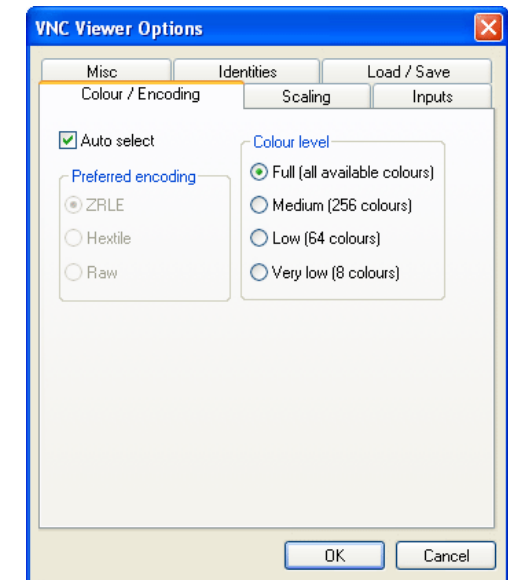 VNC Viewer Options
Misc Identities Load / Save
Colour / Encoding Scaling Inputs
Auto select
Preferred encoding
ZRLE
Hextile
Raw
Colour level
Full (all available colours)
Medium (256 colours)
Low (64 colours)
Very low (8 colours)
OK Cancel